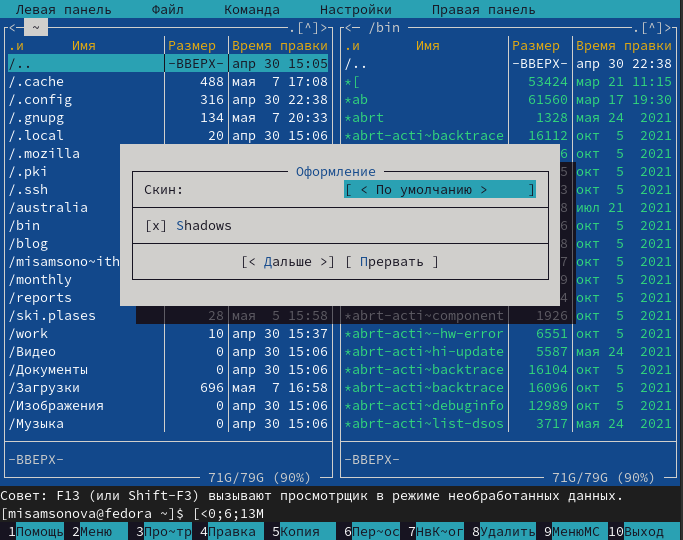 Левая панель Файл Команда Настройки Правая панель
<─ ~ .[^]> <─ /bin .[^]>
.и Имя Размер Время правки .и Имя Размер Время правки
/.. -ВВЕРХ- апр 30 15:05 /.. -ВВЕРХ- апр 30 22:38
/.cache 488 мая 7 17:08 *[ 53424 мар 21 11:15
/.config 316 апр 30 22:38 *ab 61560 мар 17 19:30
/.gnupg 134 мая 7 20:33 *abrt 1328 мая 24 2021
/.local 20 апр 30 15:06 *abrt-acti~backtrace 16112 окт 5 2021
/.mozilla 6 окт 5 2021
/.pki 5 окт 5 2021
/.ssh 3 окт 5 2021
/australia 8 июл 21 2021
/bin 6 окт 5 2021
/blog 8 окт 5 2021
/misamsono~ith 7 окт 5 2021
/monthly 9 окт 5 2021
/reports 4 окт 5 2021
Оформление
Скин: [ < По умолчанию > ]
[x] Shadows
[< Дальше >] [ Прервать ]
/ski.plases 28 мая 5 15:58 *abrt-acti~component 1926 окт 5 2021
/work 10 апр 30 15:37 *abrt-acti~-hw-error 6551 окт 5 2021
/Видео 0 апр 30 15:06 *abrt-acti~hi-update 5587 мая 24 2021
/Документы 0 апр 30 15:06 *abrt-acti~backtrace 16104 окт 5 2021
/Загрузки 696 мая 7 16:58 *abrt-acti~backtrace 16096 окт 5 2021
/Изображения 0 апр 30 15:06 *abrt-acti~debuginfo 12989 окт 5 2021
/Музыка 0 апр 30 15:06 *abrt-acti~list-dsos 3717 мая 24 2021
-ВВЕРХ- -ВВЕРХ-
71G/79G (90%) 71G/79G (90%)
Совет: F13 (или Shift-F3) вызывают просмотрщик в режиме необработанных данных.
[misamsonova@fedora ~]$ [<0;6;13M
1Помощь 2Меню 3Про~тр 4Правка 5Копия 6Пер~ос 7НвК~ог 8Удалить 9МенюМС 10Выход